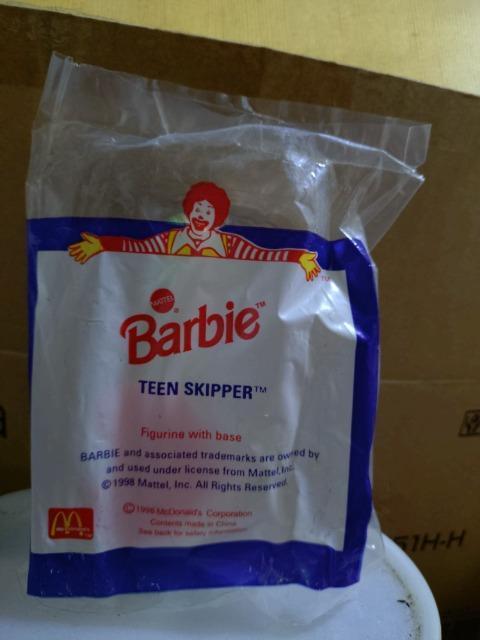 MATTEL
Barbie™
TEEN SKIPPER™
Figurine with base
BARBIE and associated trademarks are owned by
and used under license from Mattel, Inc.
©1998 Mattel, Inc. All Rights Reserved.
©1998 McDonald's Corporation
Contents made in China
See back for safety information
51H-H